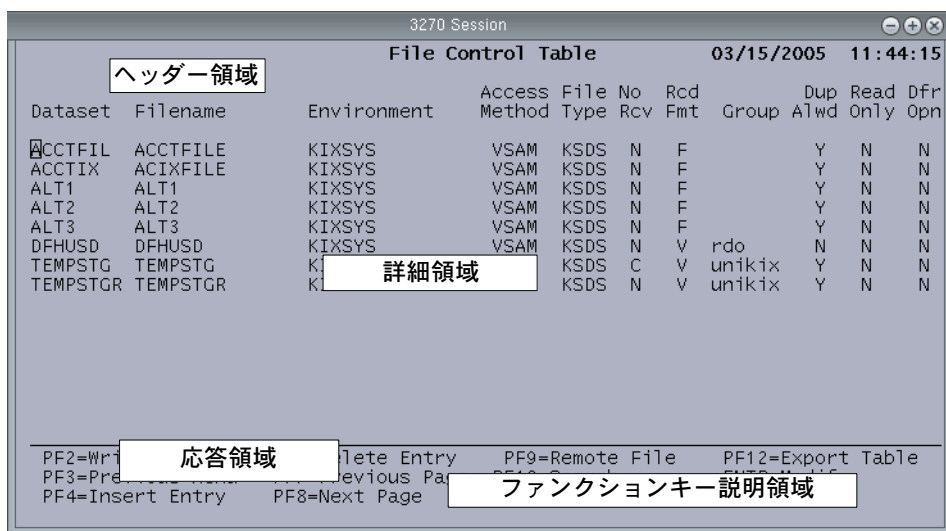 3270 Session
File Control Table 03/15/2005 11:44:15
ヘッダー領域
Access File No Rcd Dup Read Dfr
Dataset Filename Environment Method Type Rcv Fmt Group Alwd Only Opn
ACCTFIL ACCTFILE KIXSYS VSAM KSDS N F Y N N
ACCTIX ACIXFILE KIXSYS VSAM KSDS N F Y N N
ALT1 ALT1 KIXSYS VSAM KSDS N F Y N N
ALT2 ALT2 KIXSYS VSAM KSDS N F Y N N
ALT3 ALT3 KIXSYS VSAM KSDS N F Y N N
DFHUSD DFHUSD KIXSYS VSAM KSDS N V rdo N N N
TEMPSTG TEMPSTG 詳細領域 KSDS C V unikix Y N N
TEMPSTGR TEMPSTGR KSDS N V unikix Y N N
PF2=Wri 応答領域 lete Entry PF9=Remote File PF12=Export Table
PF3=Pre evious Pa
PF4=Insert Entry PF8=Next Page ファンクションキー説明領域